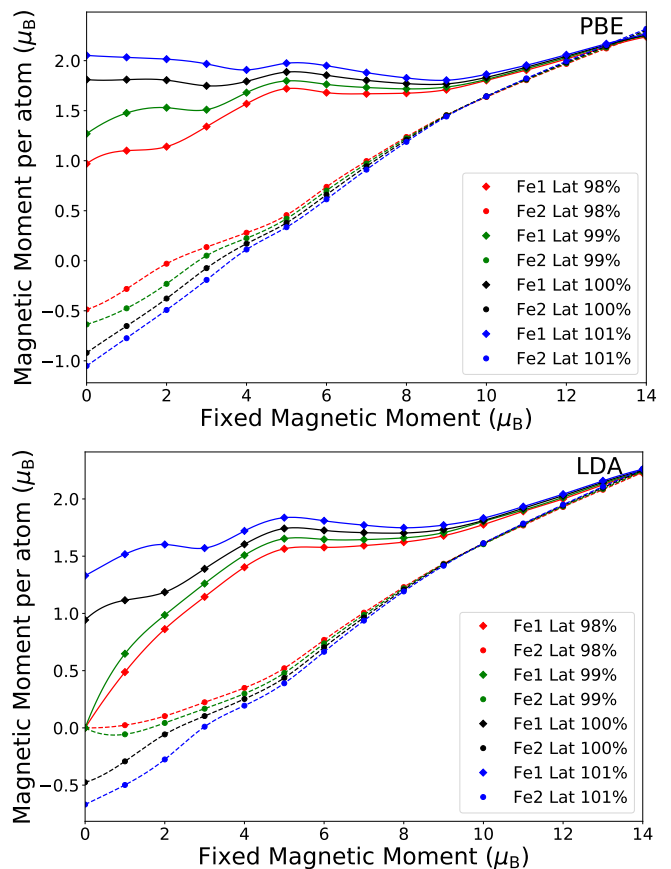 PBE
Magnetic Moment per atom (μB)
2.0
1.5
1.0
0.5
0.0
−0.5
−1.0
Fe1 Lat 98%
Fe2 Lat 98%
Fe1 Lat 99%
Fe2 Lat 99%
Fe1 Lat 100%
Fe2 Lat 100%
Fe1 Lat 101%
Fe2 Lat 101%
0 2 4 6 8 10 12 14
Fixed Magnetic Moment (μB)
LDA
Magnetic Moment per atom (μB)
2.0
1.5
1.0
0.5
0.0
−0.5
Fe1 Lat 98%
Fe2 Lat 98%
Fe1 Lat 99%
Fe2 Lat 99%
Fe1 Lat 100%
Fe2 Lat 100%
Fe1 Lat 101%
Fe2 Lat 101%
0 2 4 6 8 10 12 14
Fixed Magnetic Moment (μB)